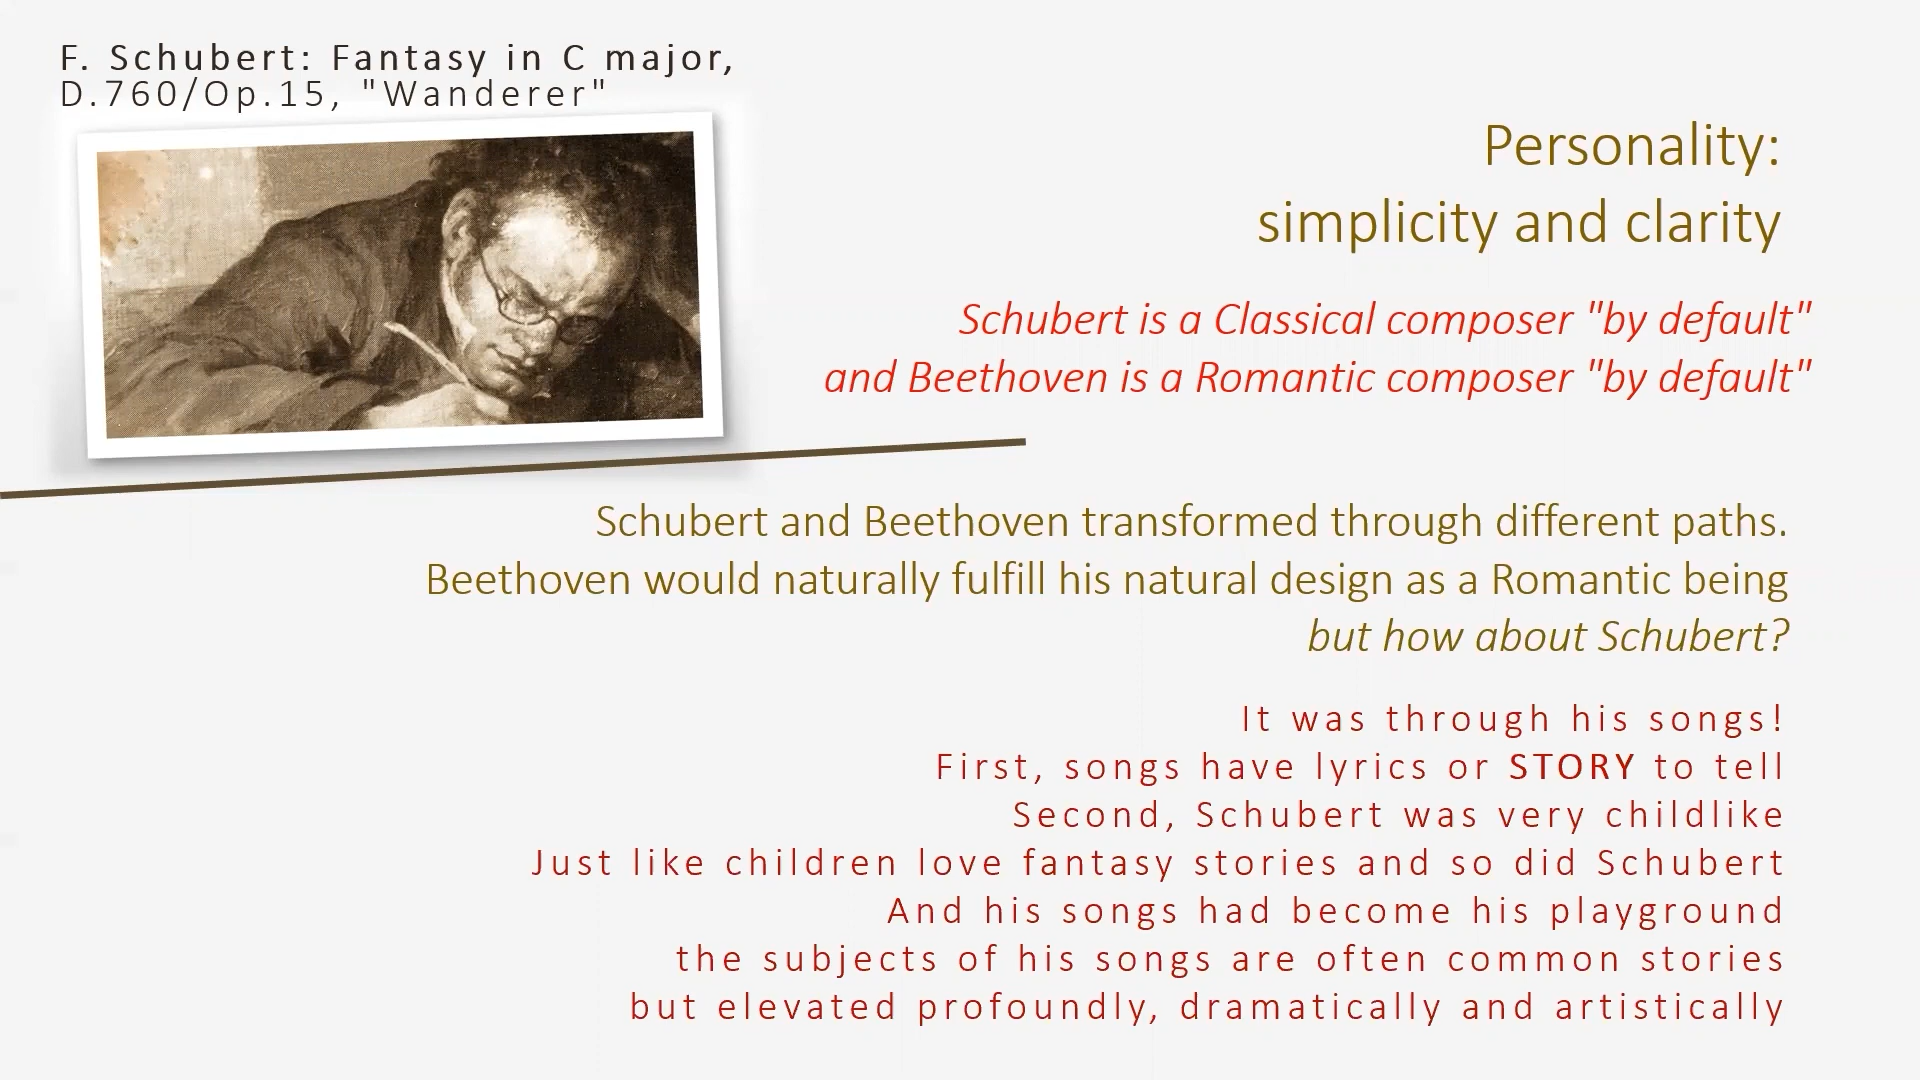 F. Schubert: Fantasy in C major,
D.760/Op.15, "Wanderer"
Personality:
simplicity and clarity
Schubert is a Classical composer "by default"
and Beethoven is a Romantic composer "by default"
Schubert and Beethoven transformed through different paths.
Beethoven would naturally fulfill his natural design as a Romantic being
but how about Schubert?
It was through his songs!
First, songs have lyrics or STORY to tell
Second, Schubert was very childlike
Just like children love fantasy stories and so did Schubert
And his songs had become his playground
the subjects of his songs are often common stories
but elevated profoundly, dramatically and artistically